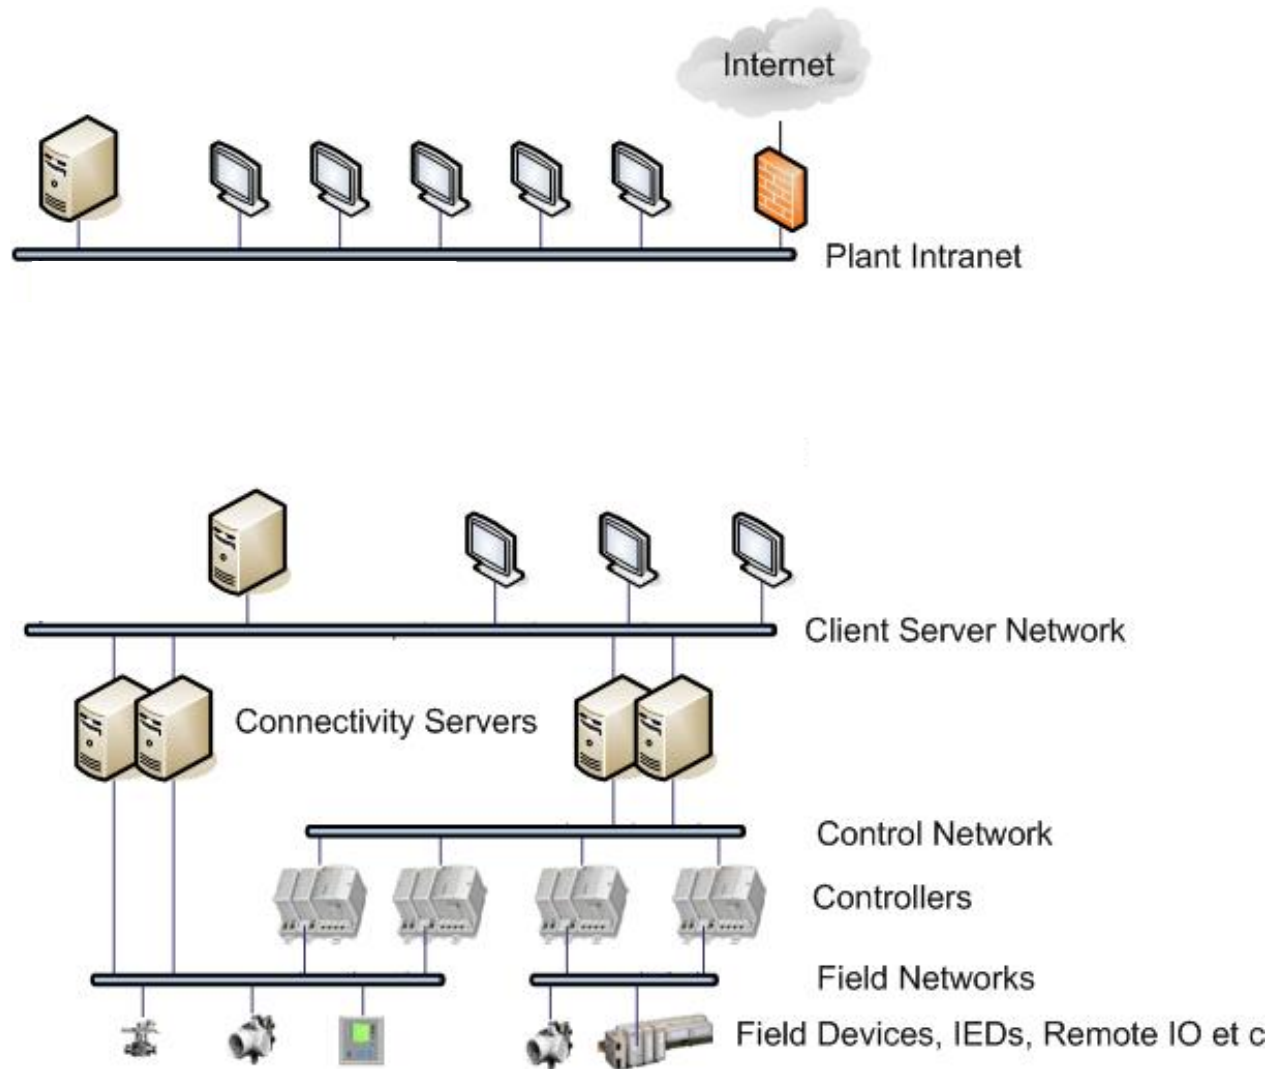 Internet
Plant Intranet
Client Server Network
Connectivity Servers
Control Network
Controllers
Field Networks
Field Devices, IEDs, Remote IO et c